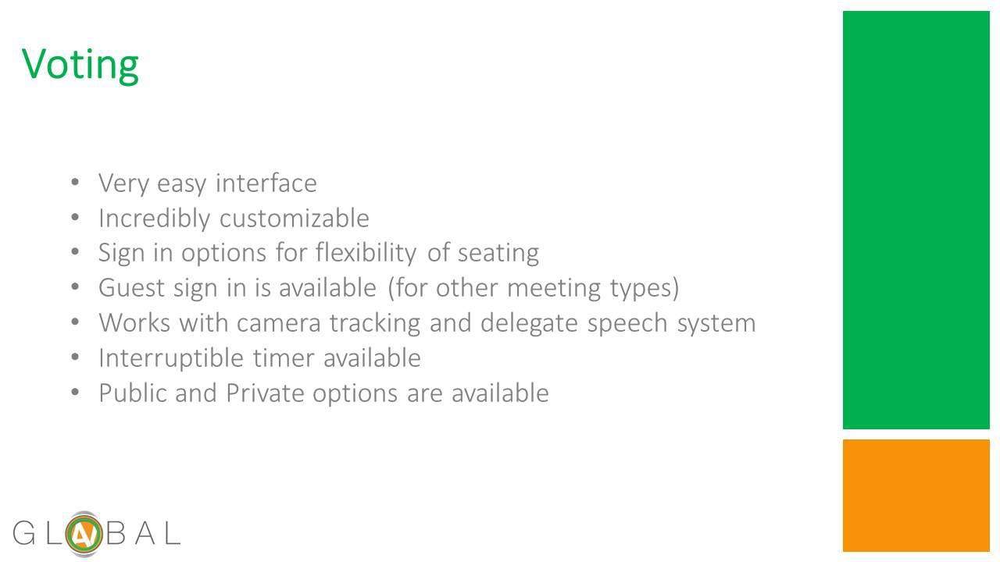 Voting
• Very easy interface
• Incredibly customizable
• Sign in options for flexibility of seating
• Guest sign in is available (for other meeting types)
• Works with camera tracking and delegate speech system
• Interruptible timer available
• Public and Private options are available
GLOBAL
AV